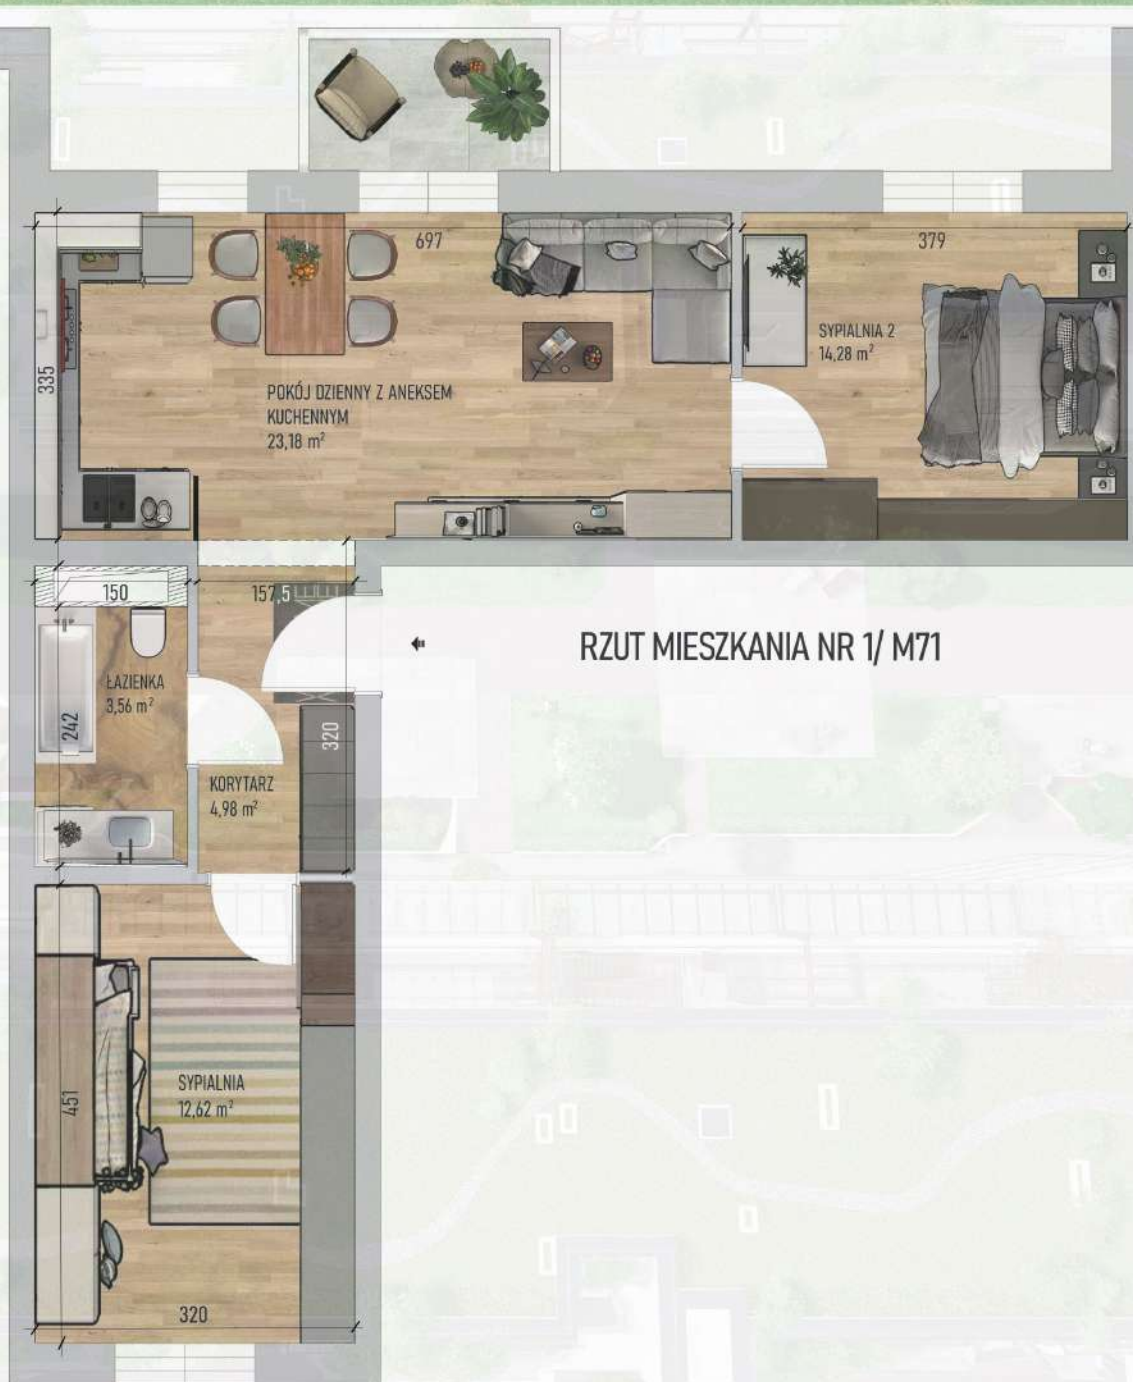 697
379
335
SYPIALNIA 2
14,28 m²
POKÓJ DZIENNY Z ANEKSEM
KUCHENNYM
23,18 m²
150
157,5
RZUT MIESZKANIA NR 1/ M71
ŁAZIENKA
3,56 m²
242
320
KORYTARZ
4,98 m²
451
SYPIALNIA
12,62 m²
320